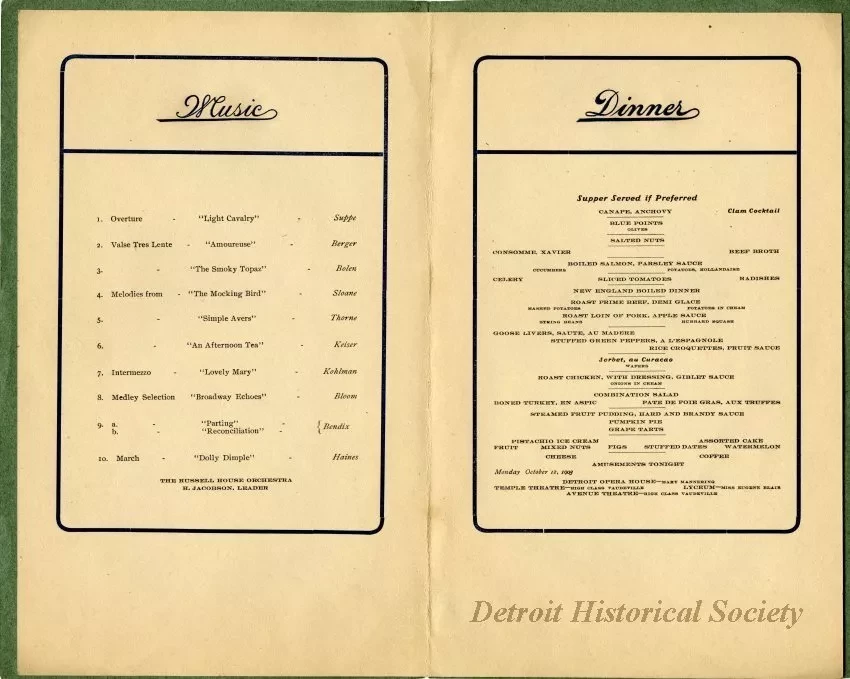 Music
1. Overture - "Light Cavalry" - Suppe
2. Valse Tres Lente - "Amoureuse" - Berger
3. - "The Smoky Topaz" - Bolen
4. Melodies from - "The Mocking Bird" - Sloane
5. - "Simple Avers" - Thorne
6. - "An Afternoon Tea" - Keiser
7. Intermezzo - "Lovely Mary" - Kohlman
8. Medley Selection "Broadway Echoes" - Bloom
9. a. - "Parting" - { Bendix
b. - "Reconciliation" -
10. March - "Dolly Dimple" - Haines
THE RUSSELL HOUSE ORCHESTRA
H. JACOBSON, LEADER
Dinner
Supper Served if Preferred
CANAPE, ANCHOVY Clam Cocktail
BLUE POINTS
OLIVES
SALTED NUTS
CONSOMME, XAVIER BEEF BROTH
BOILED SALMON, PARSLEY SAUCE
CUCUMBERS POTATOES, HOLLANDAISE
CELERY SLICED TOMATOES RADISHES
NEW ENGLAND BOILED DINNER
ROAST PRIME BEEF, DEMI GLACE
MASHED POTATOES POTATOES IN CREAM
ROAST LOIN OF PORK, APPLE SAUCE
STRING BEANS HUBBARD SQUASH
GOOSE LIVERS, SAUTE, AU MADERE
STUFFED GREEN PEPPERS, A L'ESPAGNOLE
RICE CROQUETTES, FRUIT SAUCE
Sorbet, au Curacao
WAFERS
ROAST CHICKEN, WITH DRESSING, GIBLET SAUCE
ONIONS IN CREAM
COMBINATION SALAD
BONED TURKEY, EN ASPIC PATE DE FOIE GRAS, AUX TRUFFES
STEAMED FRUIT PUDDING, HARD AND BRANDY SAUCE
PUMPKIN PIE
GRAPE TARTS
PISTACHIO ICE CREAM ASSORTED CAKE
FRUIT MIXED NUTS FIGS STUFFED DATES WATERMELON
CHEESE COFFEE
AMUSEMENTS TONIGHT
Monday October 12, 1903
DETROIT OPERA HOUSE—MARY MANNERING
TEMPLE THEATRE—HIGH CLASS VAUDEVILLE LYCEUM—MISS EUGENE BLAIR
AVENUE THEATRE—HIGH CLASS VAUDEVILLE
Detroit Historical Society